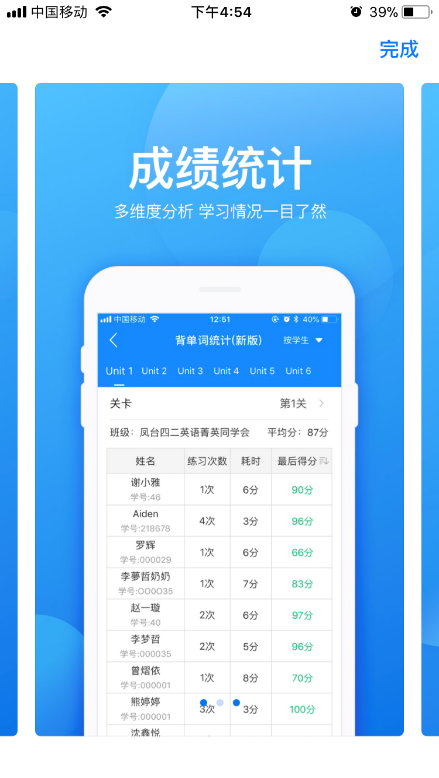 中国移动
下午4:54
39%
完成
成绩统计
多维度分析 学习情况一目了然
中国移动
12:51
40%
背单词统计(新版)
按学生
Unit 1 Unit 2 Unit 3 Unit 4 Unit 5 Unit 6
关卡 第1关
班级：凤台四二英语菁英同学会 平均分：87分
姓名 练习次数 耗时 最后得分
谢小雅 1次 6分 90分
学号:46
Aiden 4次 3分 96分
学号:218678
罗辉 1次 6分 66分
学号:000029
李夢哲奶奶 1次 7分 83分
学号:OO0O35
赵一璇 2次 6分 97分
学号:40
李梦哲 2次 5分 96分
学号:000035
曾熠依 1次 8分 70分
学号:000001
熊婷婷 3次 3分 100分
学号:000001
沈鑫悦